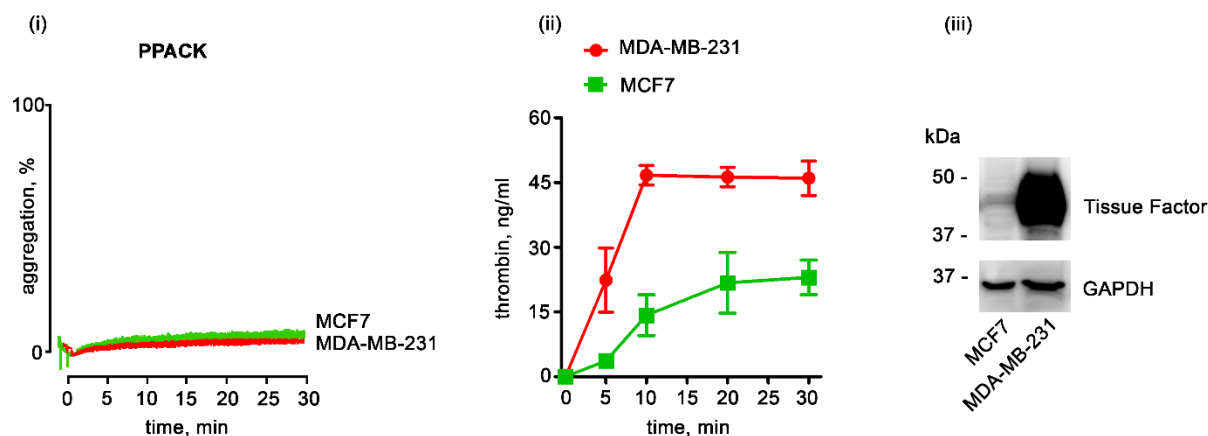 (i)
PPACK
100
0
aggregation, %
MCF7
MDA-MB-231
0 5 10 15 20 25 30
time, min
(ii)
MDA-MB-231
MCF7
60
45
30
15
0
thrombin, ng/ml
0 5 10 20 30
time, min
(iii)
kDa
50 -
37 -
Tissue Factor
37 -
GAPDH
MCF7
MDA-MB-231